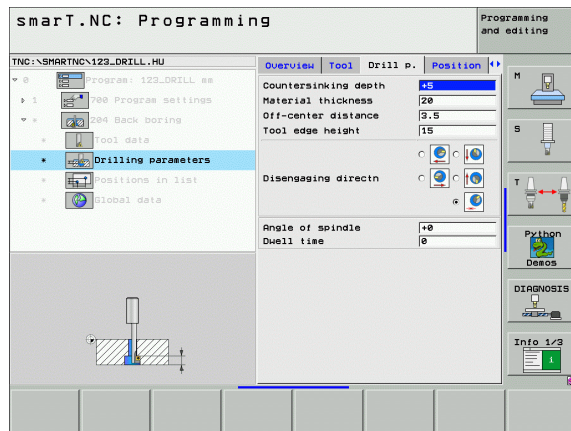 smarT.NC: Programming
Programming
and editing
TNC:\SMARTNC\123_DRILL.HU
0 Program: 123_DRILL mm
1 700 Program settings
* 204 Back boring
* Tool data
* Drilling parameters
* Positions in list
* Global data
Overview Tool Drill p. Position
Countersinking depth +5
Material thickness 20
Off-center distance 3.5
Tool edge height 15
Disengaging directn
Angle of spindle +0
Dwell time 0
M
S
T
Python
Demos
DIAGNOSIS
Info 1/3